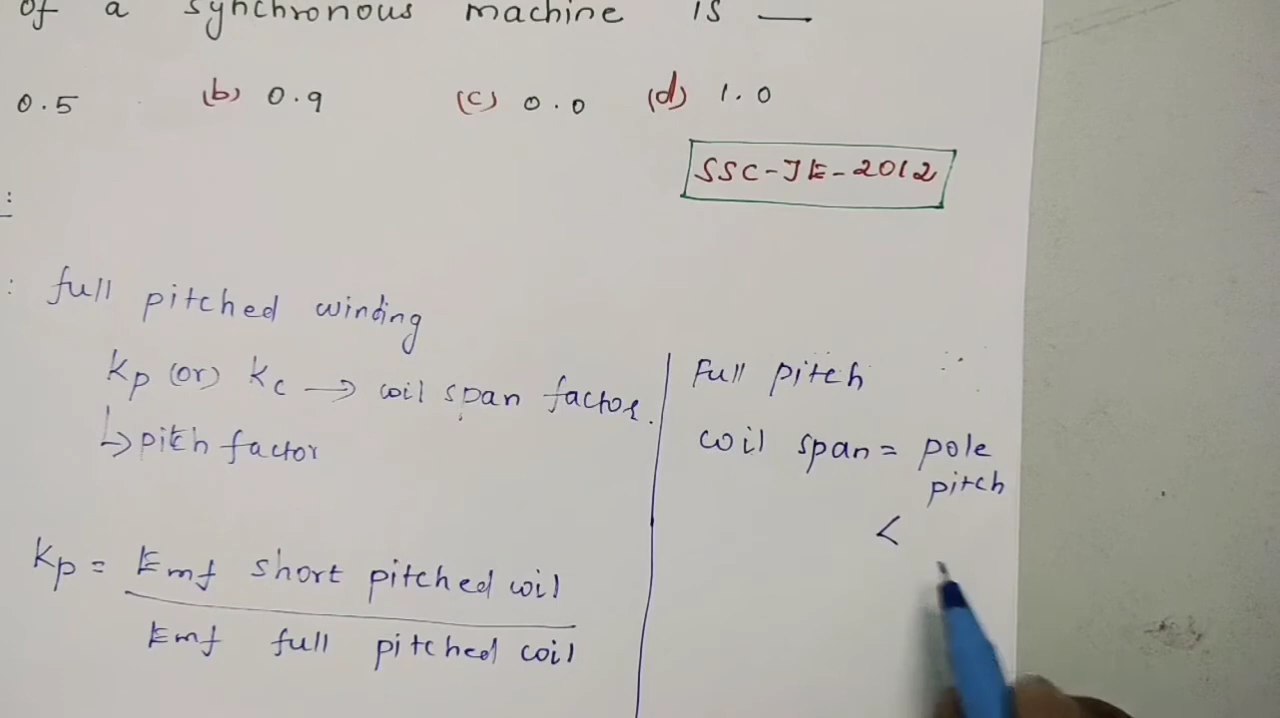 of a synchronous machine is —
0.5 (b) 0.9 (c) 0.0 (d) 1.0
SSC-JE-2012
:
: full pitched winding
Kp (or) Kc → coil span factor.
↳ pitch factor
Kp = Emf short pitched coil
Emf full pitched coil
Full pitch
coil span = pole
pitch
<